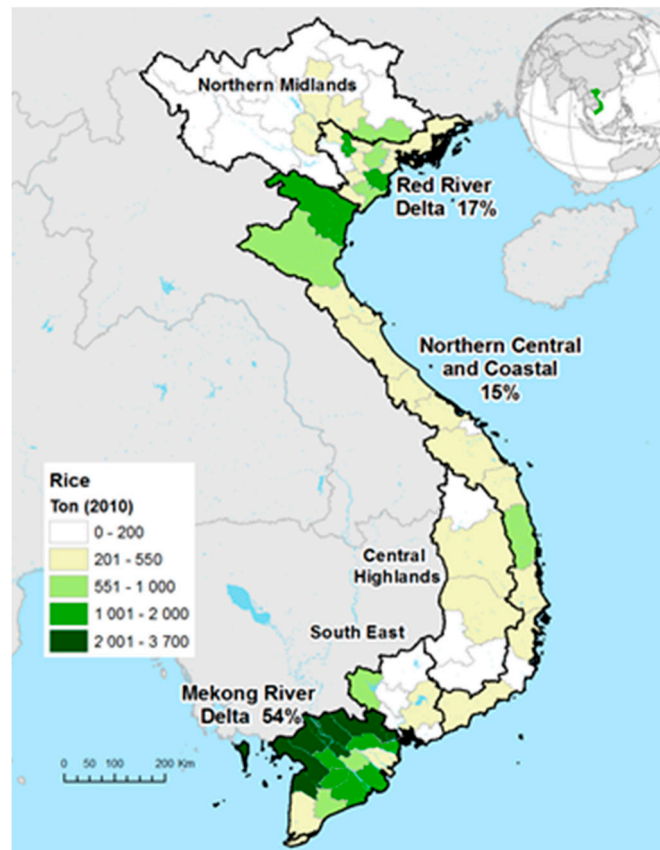 Northern Midlands
Red River
Delta 17%
Northern Central
and Coastal
15%
Rice
Ton (2010)
0 - 200
201 - 550
551 - 1 000
1 001 - 2 000
2 001 - 3 700
Central
Highlands
South East
Mekong River
Delta 54%
0 50 100 200 Km